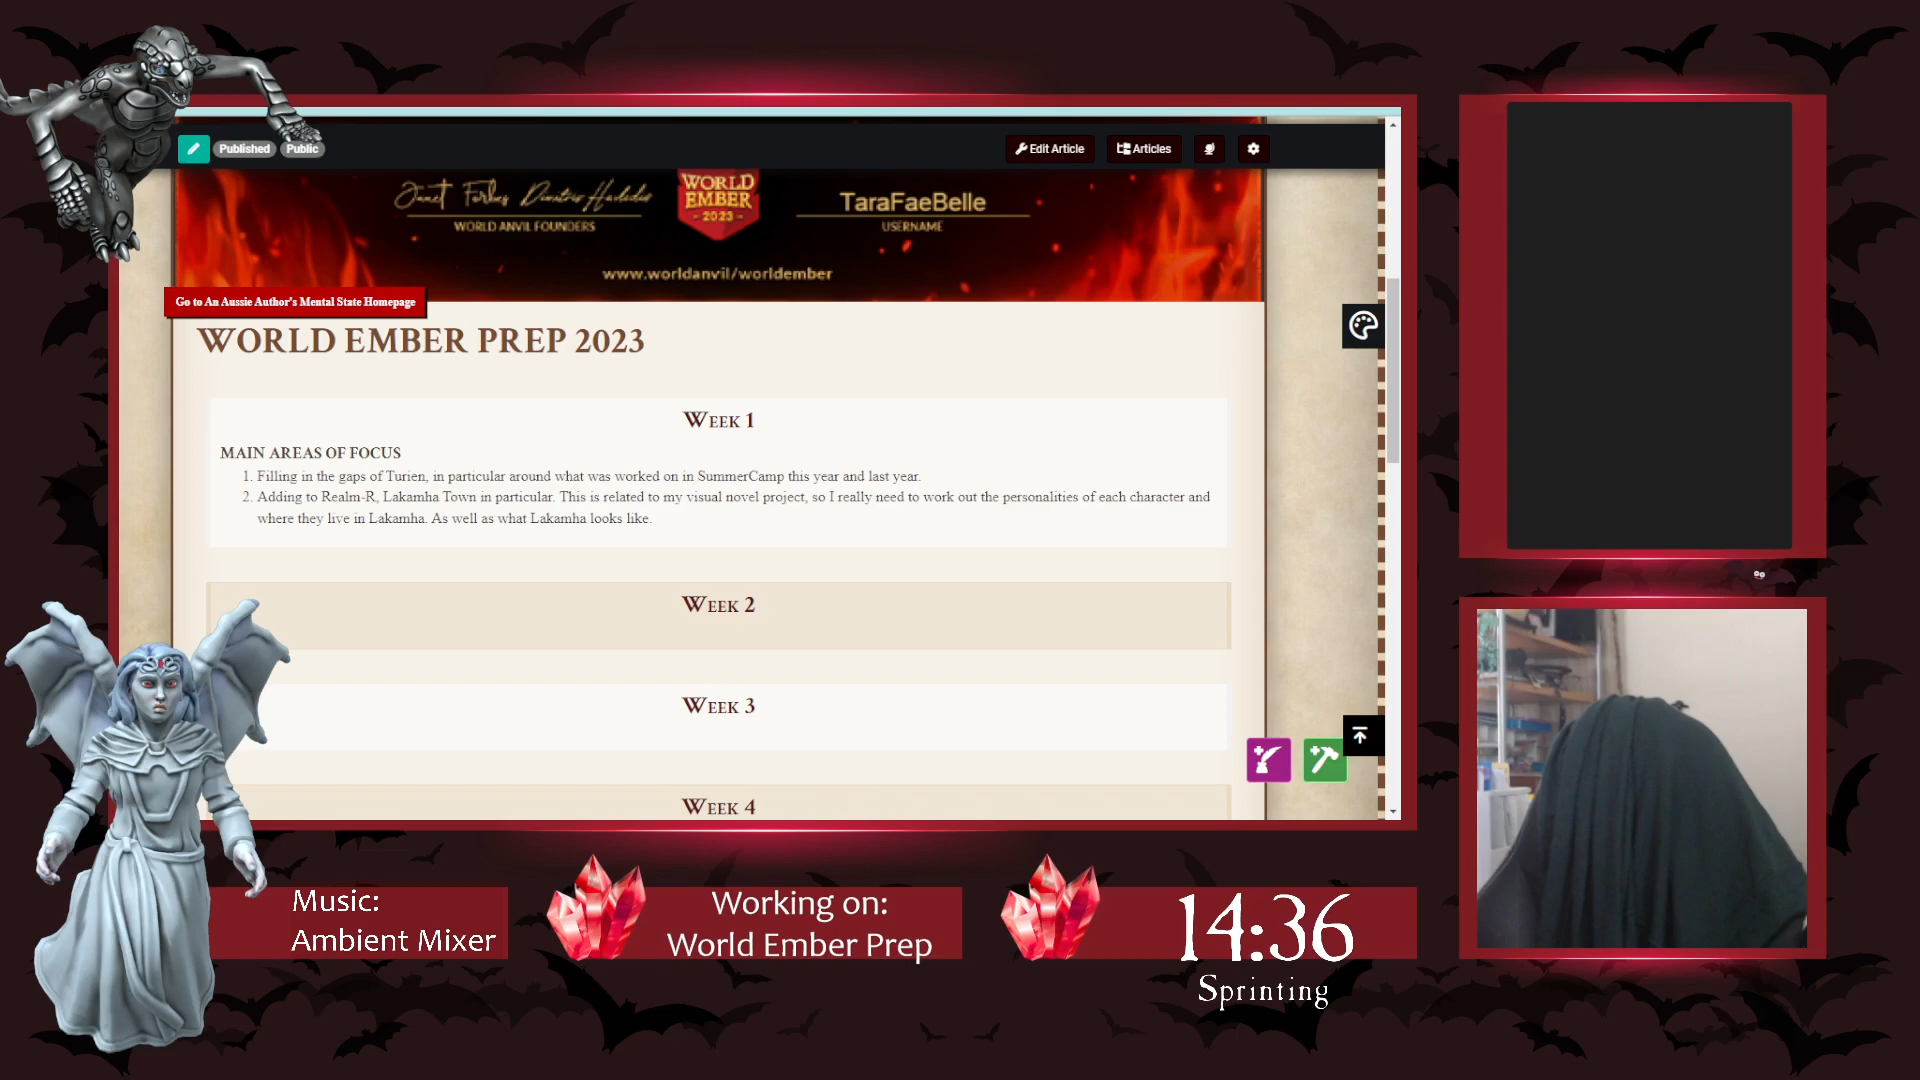 Published
Public
Edit Article
Articles
WORLD ANVIL FOUNDERS
WORLD
EMBER
- 2023 -
TaraFaeBelle
USERNAME
www.worldanvil/worldember
Go to An Aussie Author's Mental State Homepage
WORLD EMBER PREP 2023
WEEK 1
MAIN AREAS OF FOCUS
1. Filling in the gaps of Turien, in particular around what was worked on in SummerCamp this year and last year.
2. Adding to Realm-R, Lakamha Town in particular. This is related to my visual novel project, so I really need to work out the personalities of each character and
where they live in Lakamha. As well as what Lakamha looks like.
WEEK 2
WEEK 3
WEEK 4
Music:
Ambient Mixer
Working on:
World Ember Prep
14:36
Sprinting